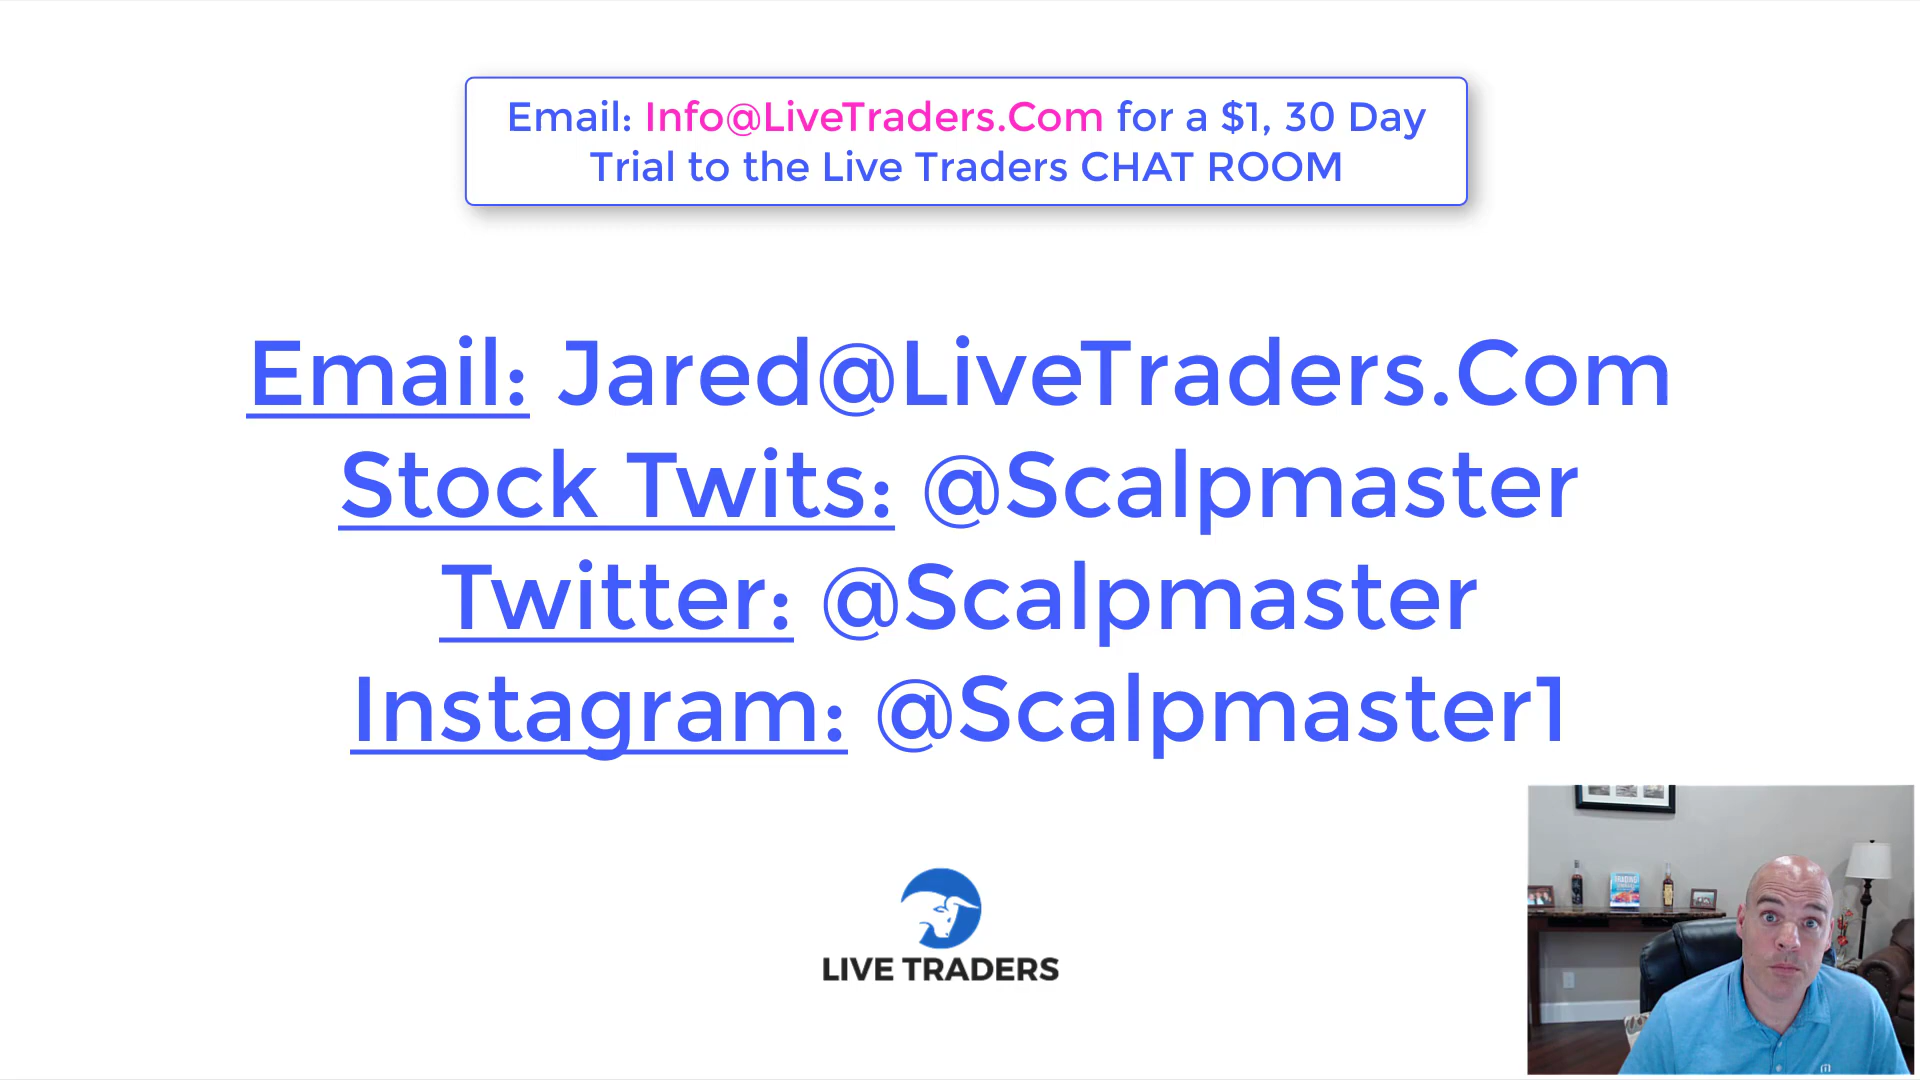 Email: Info@LiveTraders.Com for a $1, 30 Day
Trial to the Live Traders CHAT ROOM
Email: Jared@LiveTraders.Com
Stock Twits: @Scalpmaster
Twitter: @Scalpmaster
Instagram: @Scalpmaster1
LIVE TRADERS
TRADING